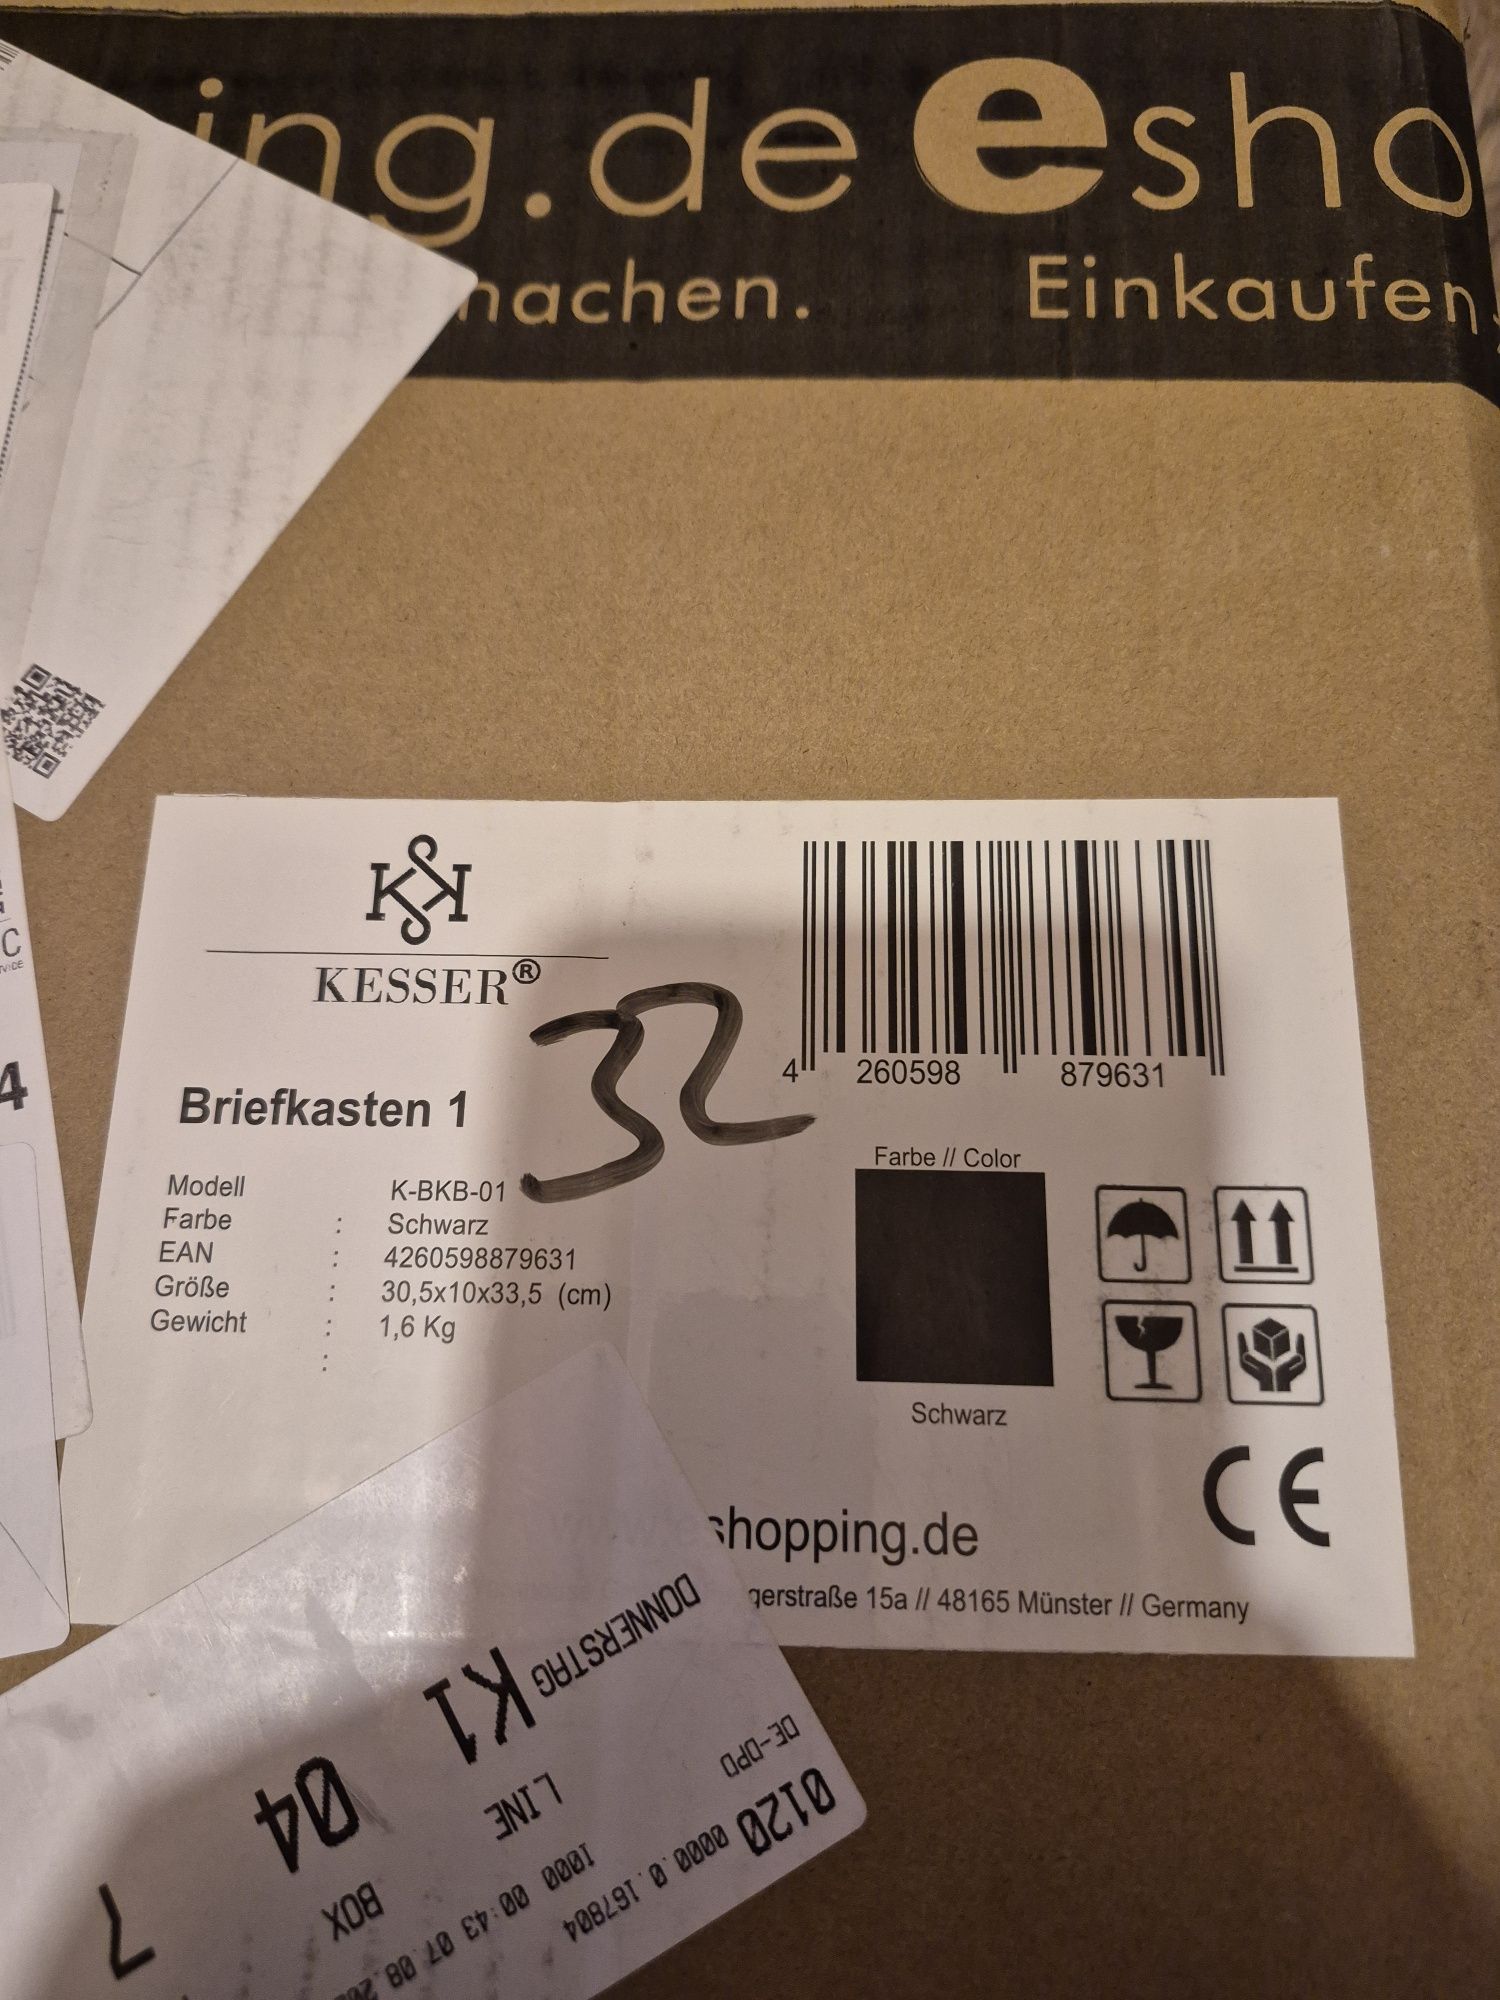 ing.de esho
machen. Einkaufen,
KESSER®
32
4 260598 879631
Briefkasten 1
Farbe // Color
Modell K-BKB-01
Farbe : Schwarz
EAN : 4260598879631
Größe : 30,5x10x33,5 (cm)
Gewicht : 1,6 Kg
:
Schwarz
CE
shopping.de
gerstraße 15a // 48165 Münster // Germany
4
C
DONNERSTAG
K1
DE-DPD
LINE
04
0120
0000.0.167804
BOX
1000 00:43 07.08.20
7